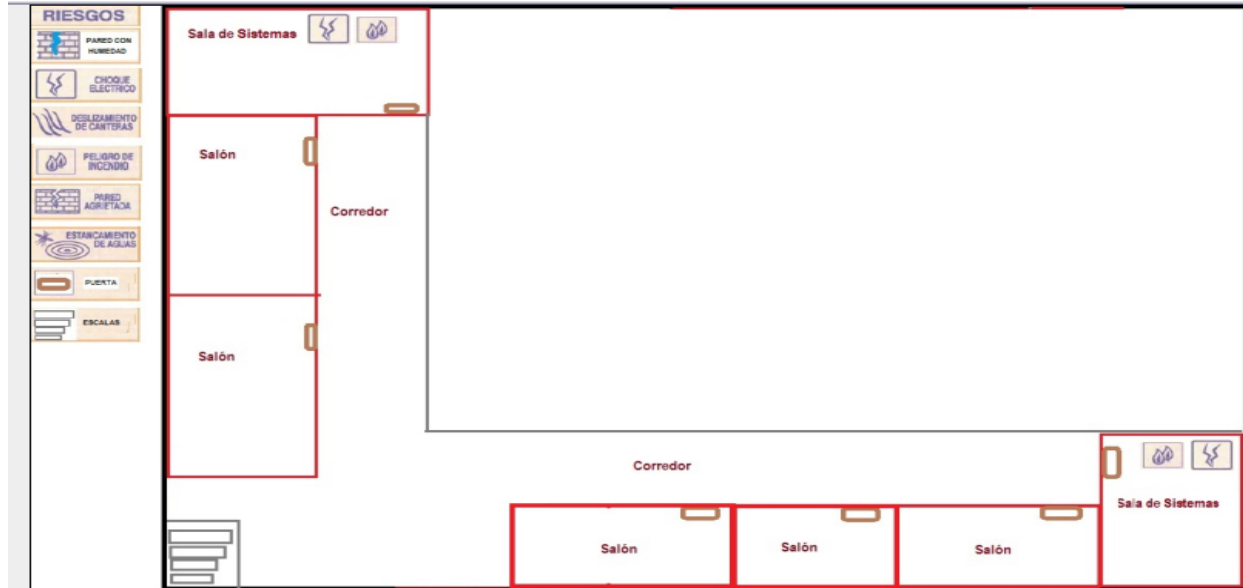 RIESGOS
PARED CON
HUMEDAD
CHOQUE
ELECTRICO
DESLIZAMIENTO
DE CANTERAS
PELIGRO DE
INCENDIO
PARED
AGRIETADA
ESTANCAMIENTO
DE AGUAS
PUERTA
ESCALAS
Sala de Sistemas
Salón
Corredor
Salón
Corredor
Sala de Sistemas
Salón
Salón
Salón